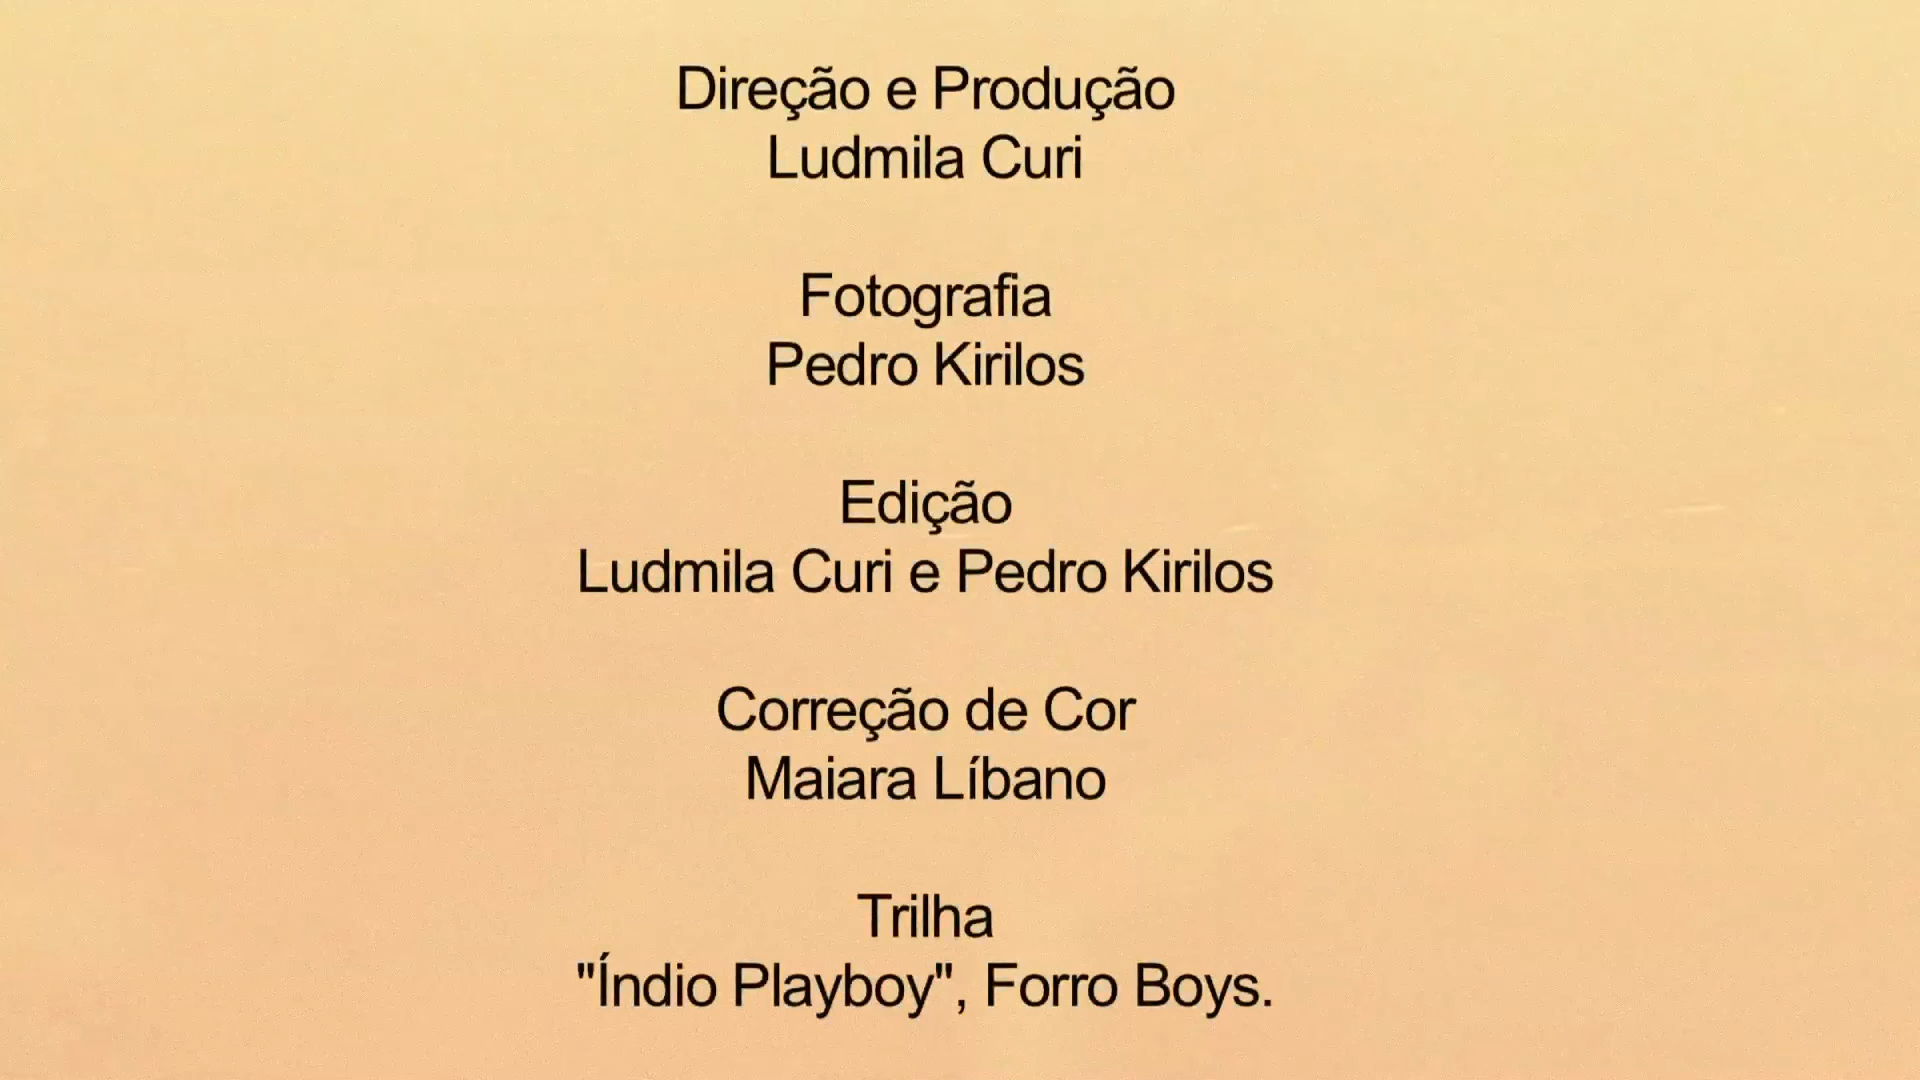 Direção e Produção
Ludmila Curi
Fotografia
Pedro Kirilos
Edição
Ludmila Curi e Pedro Kirilos
Correção de Cor
Maiara Líbano
Trilha
"Índio Playboy", Forro Boys.